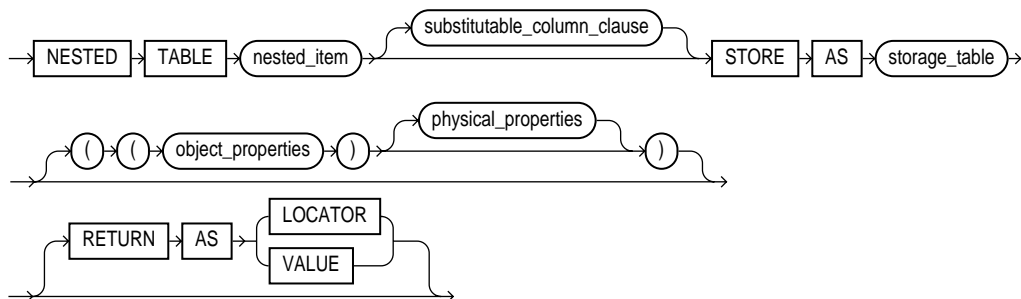 substitutable_column_clause
NESTED TABLE nested_item STORE AS storage_table
physical_properties
( ( object_properties ) )
LOCATOR
RETURN AS
VALUE